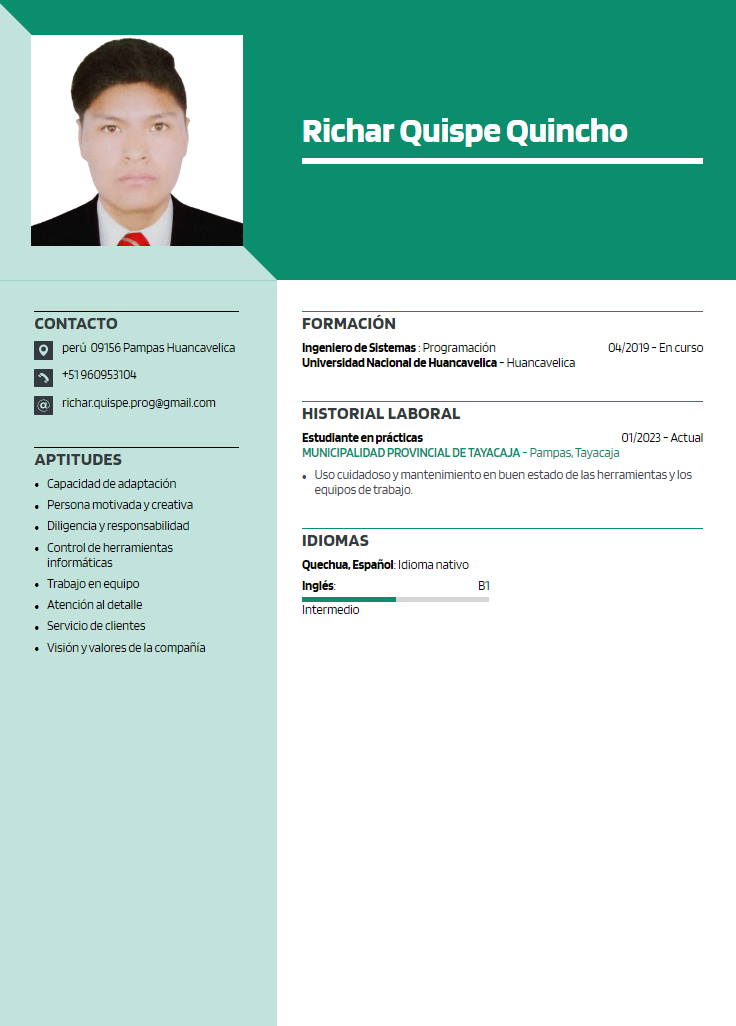 Richar Quispe Quincho
CONTACTO
perú 09156 Pampas Huancavelica
+51 960953104
richar.quispe.prog@gmail.com
APTITUDES
• Capacidad de adaptación
• Persona motivada y creativa
• Diligencia y responsabilidad
• Control de herramientas
informáticas
• Trabajo en equipo
• Atención al detalle
• Servicio de clientes
• Visión y valores de la compañía
FORMACIÓN
Ingeniero de Sistemas : Programación 04/2019 - En curso
Universidad Nacional de Huancavelica - Huancavelica
HISTORIAL LABORAL
Estudiante en prácticas 01/2023 - Actual
MUNICIPALIDAD PROVINCIAL DE TAYACAJA - Pampas, Tayacaja
• Uso cuidadoso y mantenimiento en buen estado de las herramientas y los
equipos de trabajo.
IDIOMAS
Quechua, Español: Idioma nativo
Inglés: B1
Intermedio